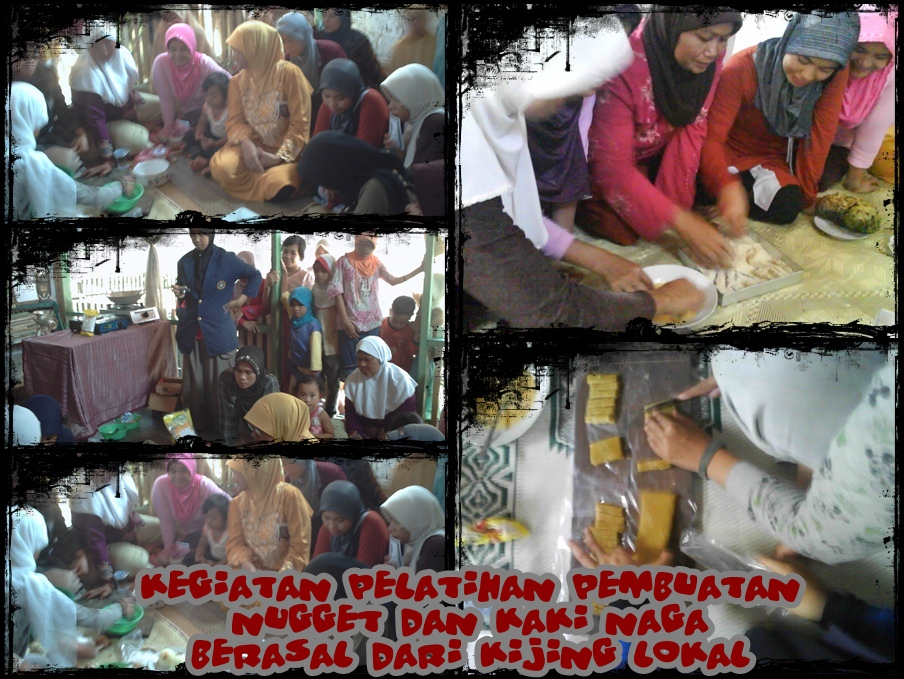 KEGIATAN PELATIHAN PEMBUATAN
NUGGET DAN KAKI NAGA
BERASAL DARI KIJING LOKAL